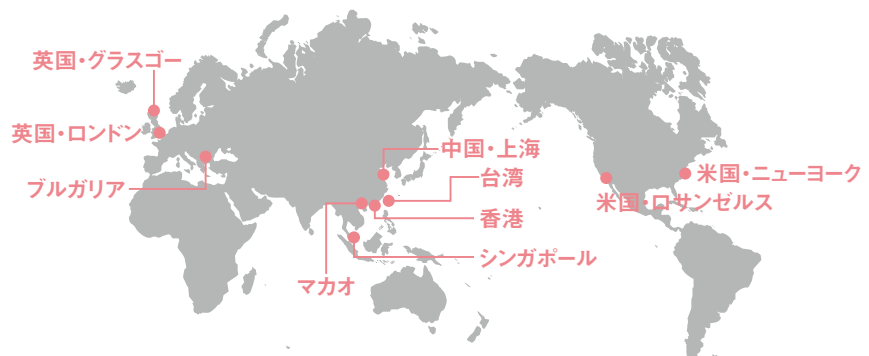 英国・グラスゴー
英国・ロンドン
ブルガリア
中国・上海
台湾
香港
シンガポール
マカオ
米国・ニューヨーク
米国・ロサンゼルス